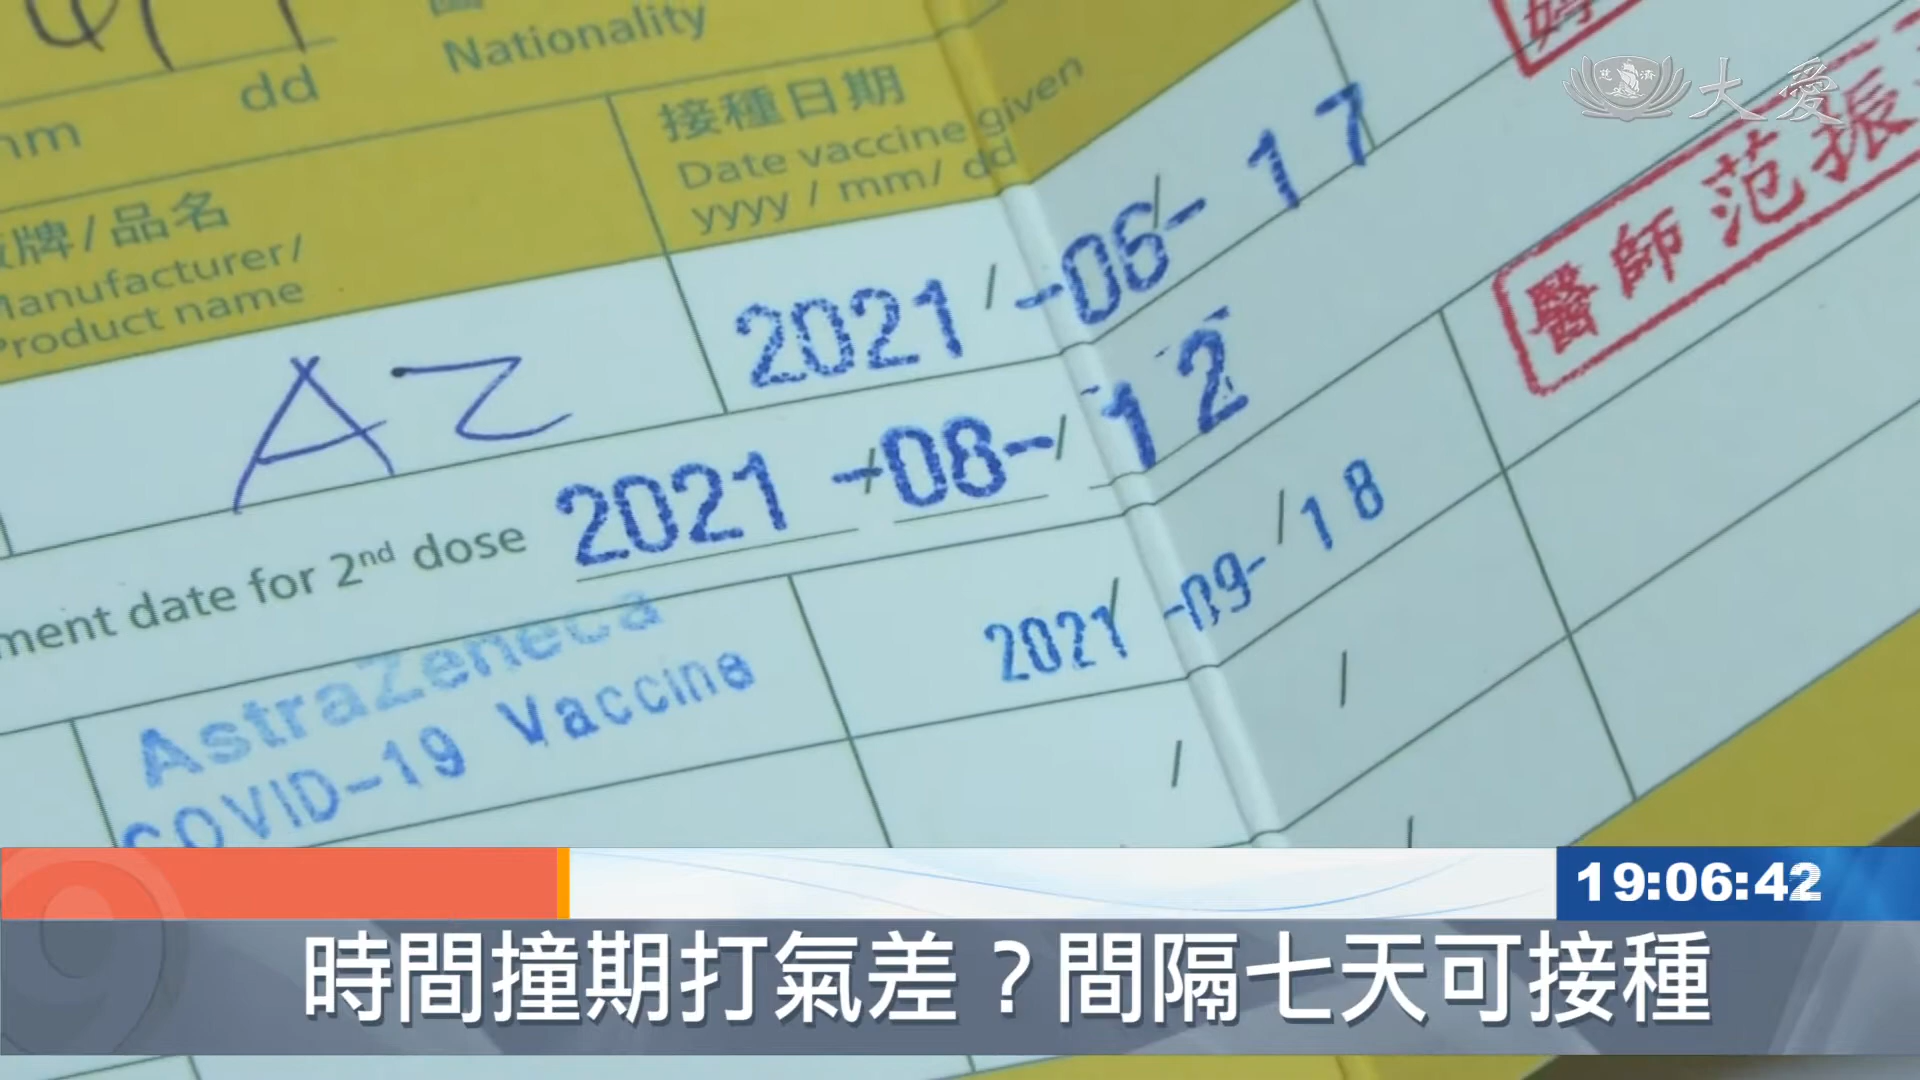 Nationality
dd
mm
接種日期
Date vaccine given
yyyy / mm/ dd
牌/品名
Manufacturer/
Product name
大愛
慈濟
AZ
2021-06-17
醫師范振
ment date for 2nd dose
2021-08-12
AstraZeneca
COVID-19 Vaccine
2021-09-18
19:06:42
時間撞期打氣差？間隔七天可接種